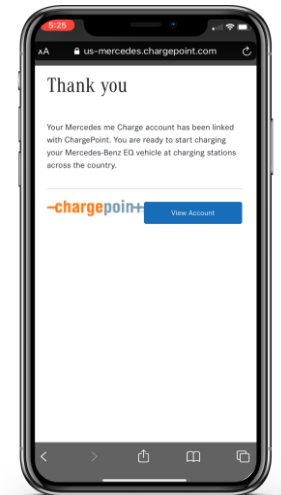 5:25
AA us-mercedes.chargepoint.com
Thank you
Your Mercedes me Charge account has been linked
with ChargePoint. You are ready to start charging
your Mercedes-Benz EQ vehicle at charging stations
across the country.
-chargepoin+ View Account